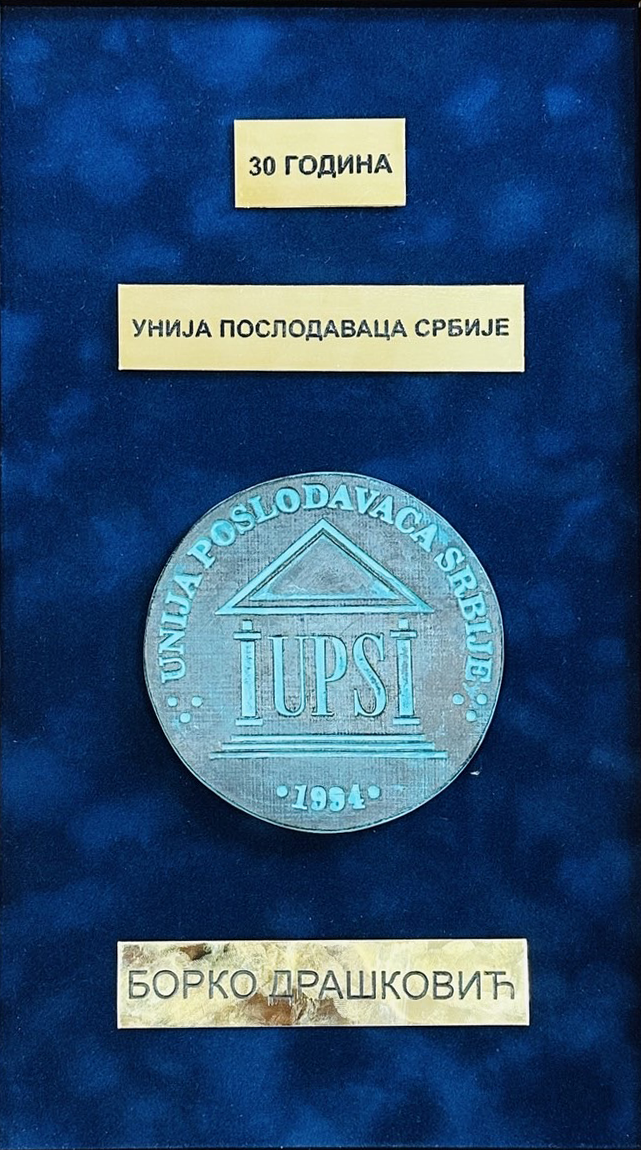 30 ГОДИНА
УНИЈА ПОСЛОДАВАЦА СРБИЈЕ
UNIJA POSLODAVACA SRBIJE
UPS
1994
БОРКО ДРАШКОВИЋ